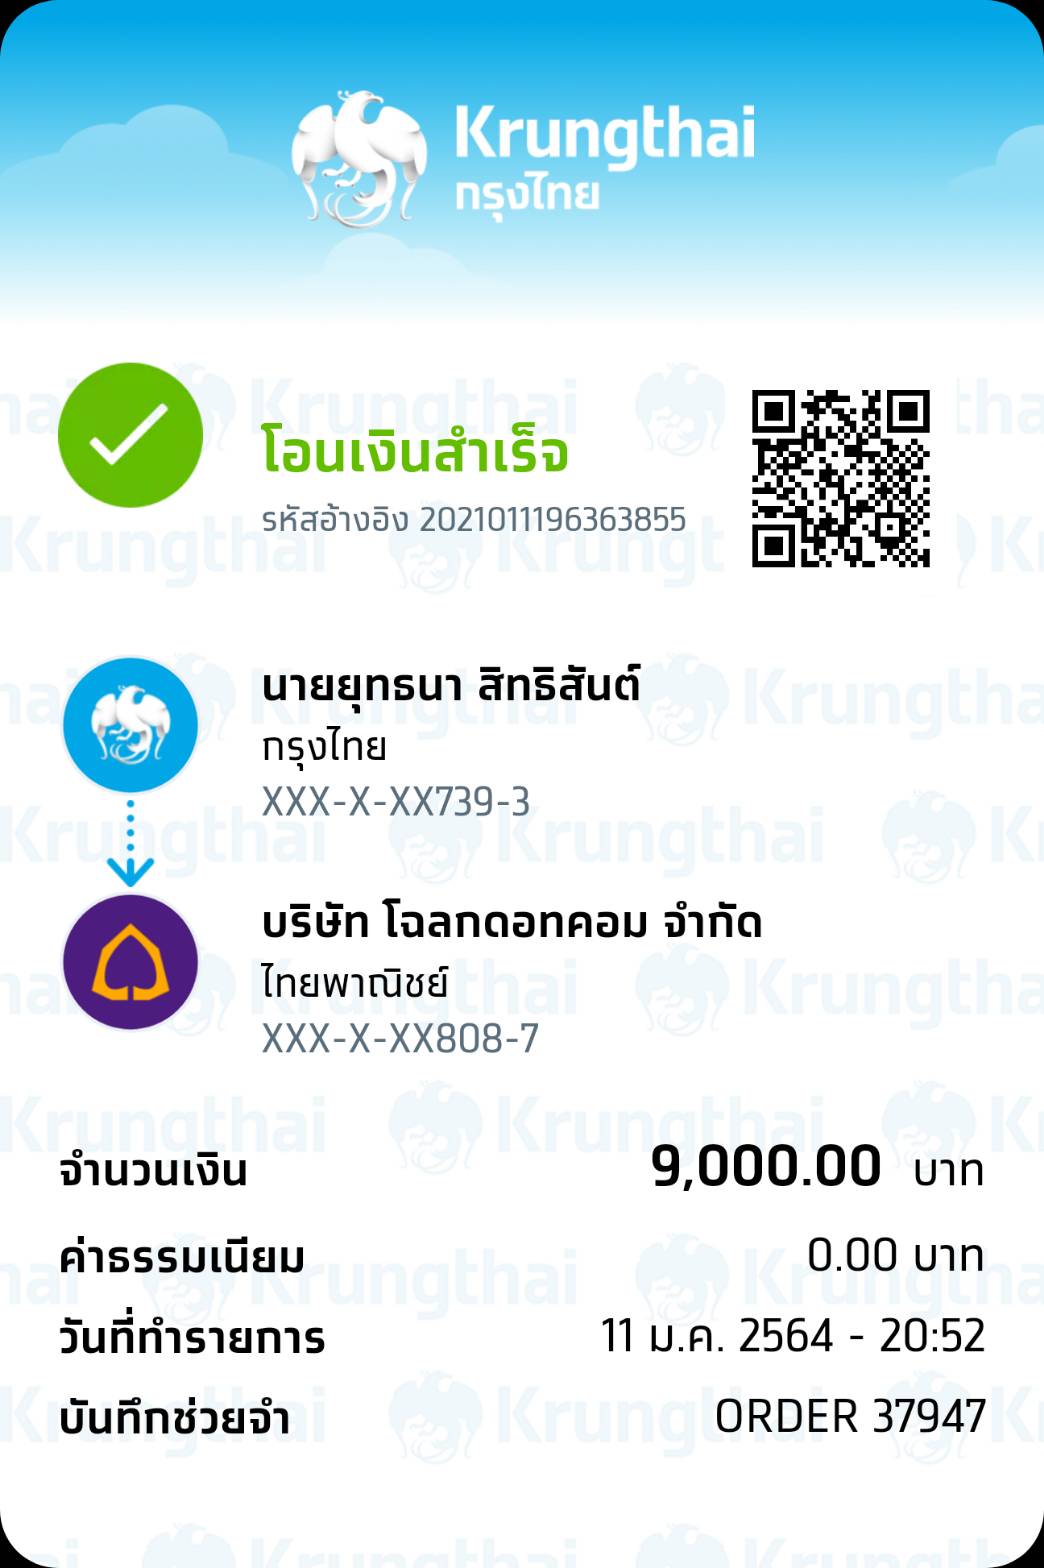 Krungthai
กรุงไทย
โอนเงินสำเร็จ
รหัสอ้างอิง 2021011196363855
นายยุทธนา สิทธิสันต์
กรุงไทย
XXX-X-XX739-3
บริษัท โฉลกดอทคอม จำกัด
ไทยพาณิชย์
XXX-X-XX808-7
จำนวนเงิน 9,000.00 บาท
ค่าธรรมเนียม 0.00 บาท
วันที่ทำรายการ 11 ม.ค. 2564 - 20:52
บันทึกช่วยจำ ORDER 37947